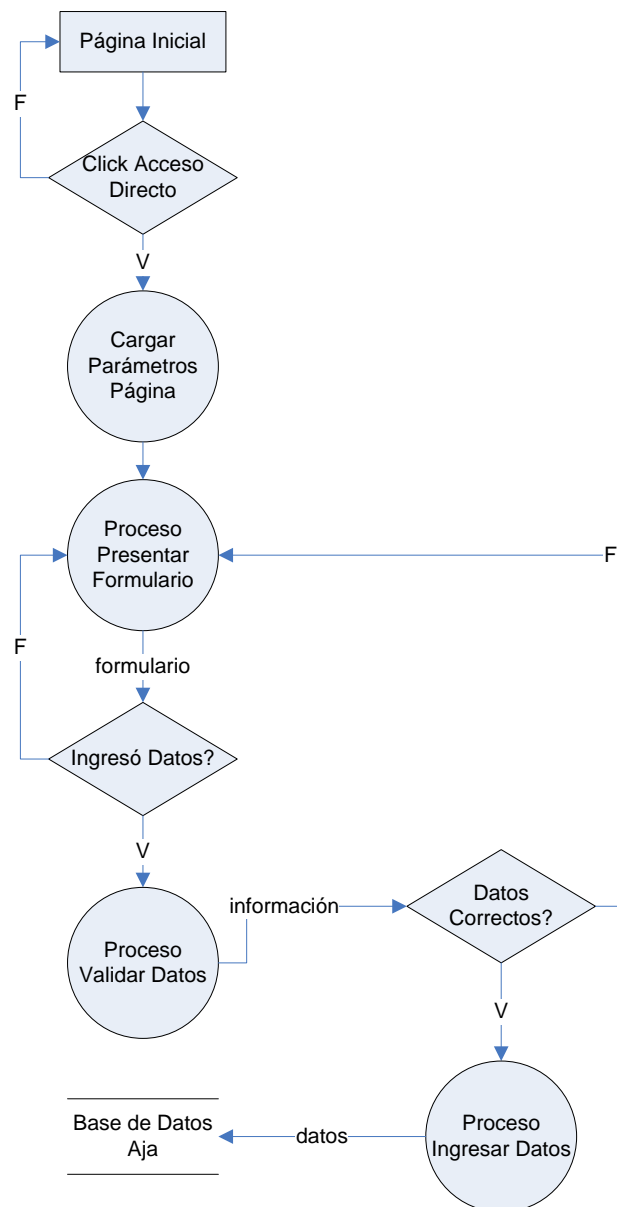 Página Inicial
F
Click Acceso
Directo
V
Cargar
Parámetros
Página
Proceso
Presentar
Formulario
F
F
formulario
Ingresó Datos?
V
información
Datos
Correctos?
Proceso
Validar Datos
V
Base de Datos
Aja
datos
Proceso
Ingresar Datos